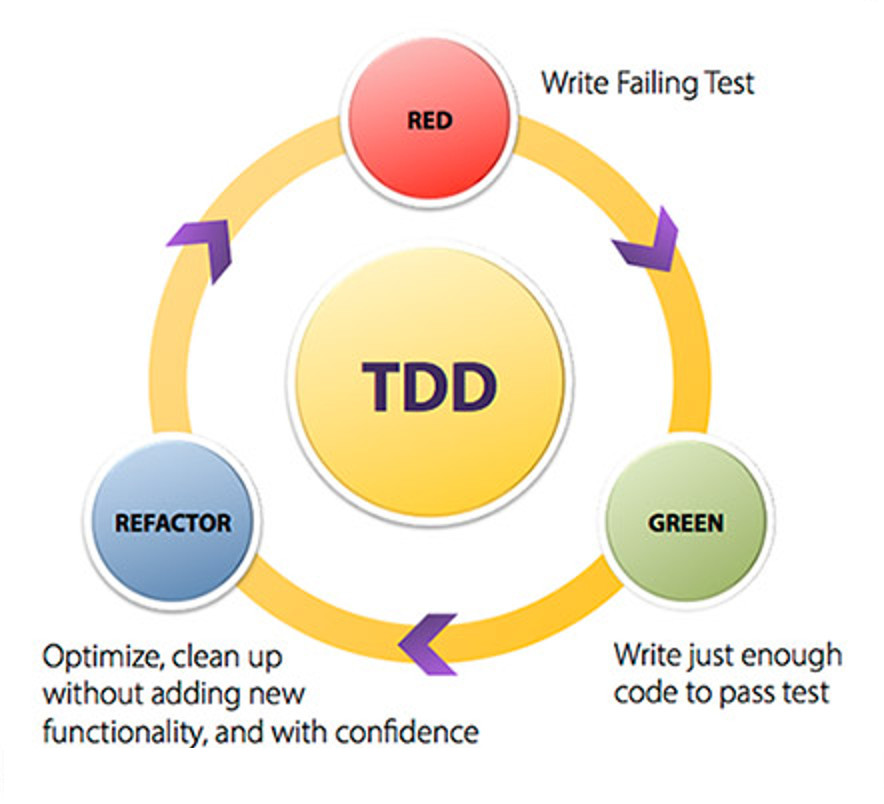 RED
Write Failing Test
TDD
REFACTOR
GREEN
Optimize, clean up
without adding new
functionality, and with confidence
Write just enough
code to pass test